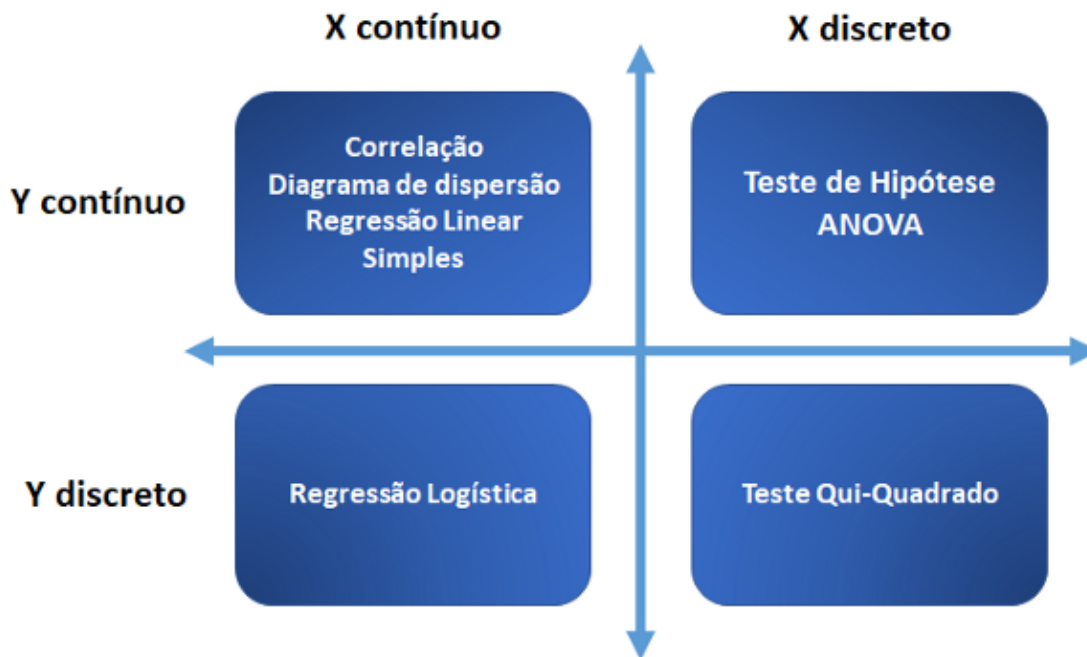 X contínuo
X discreto
Y contínuo
Correlação
Diagrama de dispersão
Regressão Linear
Simples
Teste de Hipótese
ANOVA
Y discreto
Regressão Logística
Teste Qui-Quadrado